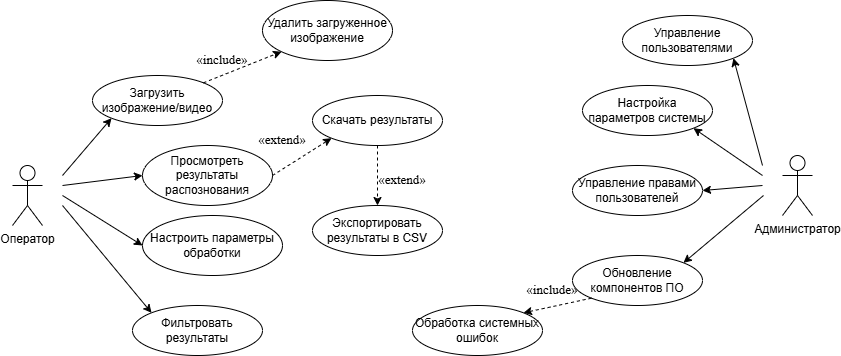 Удалить загруженное
изображение
«include»
Загрузить
изображение/видео
Скачать результаты
«extend»
Просмотреть
результаты
распознования
«extend»
Оператор
Настроить параметры
обработки
Экспортировать
результаты в CSV
Фильтровать
результаты
Управление
пользователями
Настройка
параметров системы
Управление правами
пользователей
Администратор
Обновление
компонентов ПО
«include»
Обработка системных
ошибок